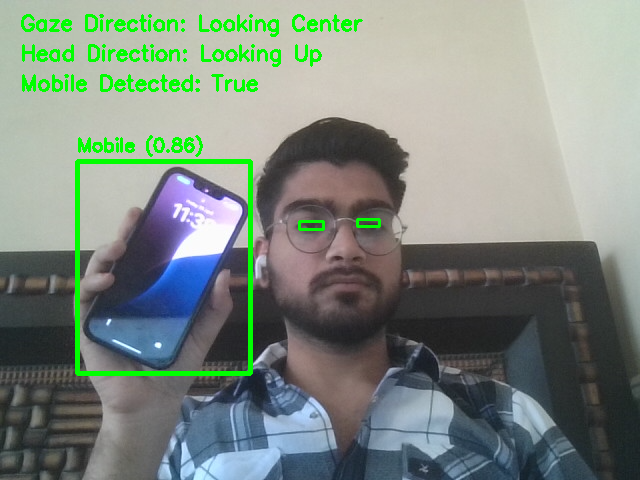 Gaze Direction: Looking Center
Head Direction: Looking Up
Mobile Detected: True
Mobile (0.86)